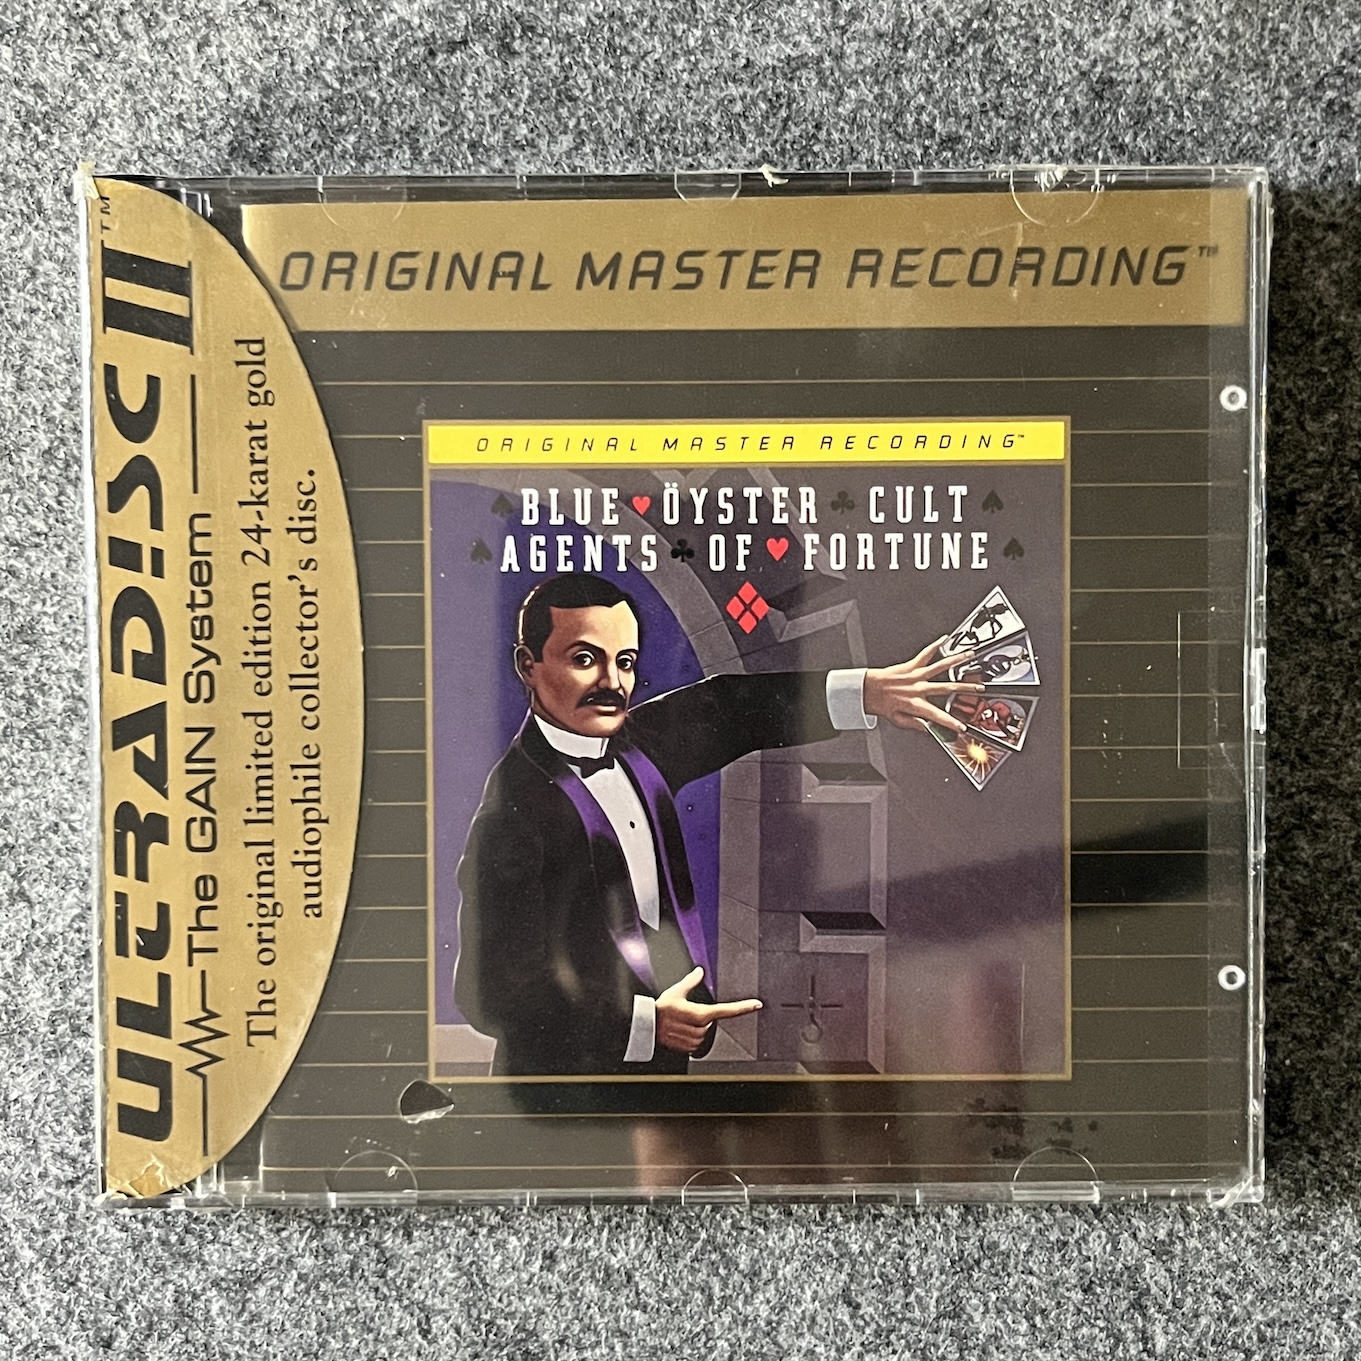 ORIGINAL MASTER RECORDING™
ULTRADISC II™
The GAIN System
The original limited edition 24-karat gold
audiophile collector's disc.
ORIGINAL MASTER RECORDING™
BLUE ÖYSTER CULT
AGENTS OF FORTUNE